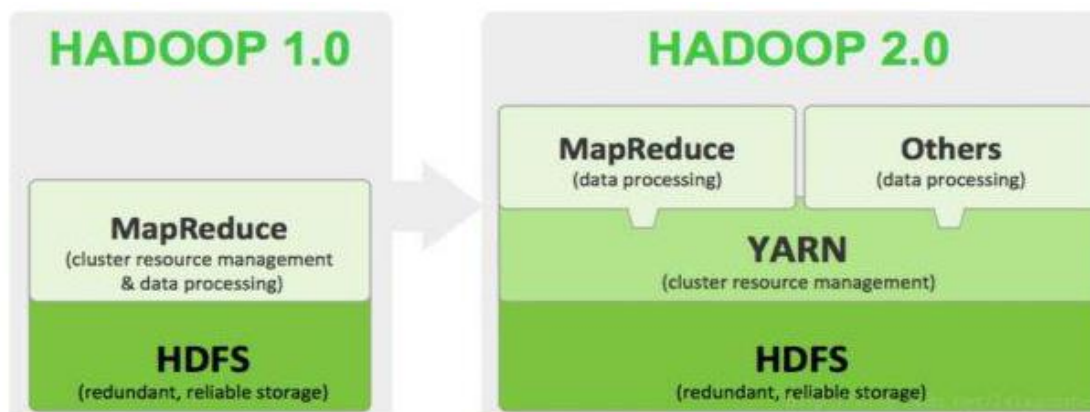 HADOOP 1.0
MapReduce
(cluster resource management
& data processing)
HDFS
(redundant, reliable storage)
HADOOP 2.0
MapReduce
(data processing)
Others
(data processing)
YARN
(cluster resource management)
HDFS
(redundant, reliable storage)